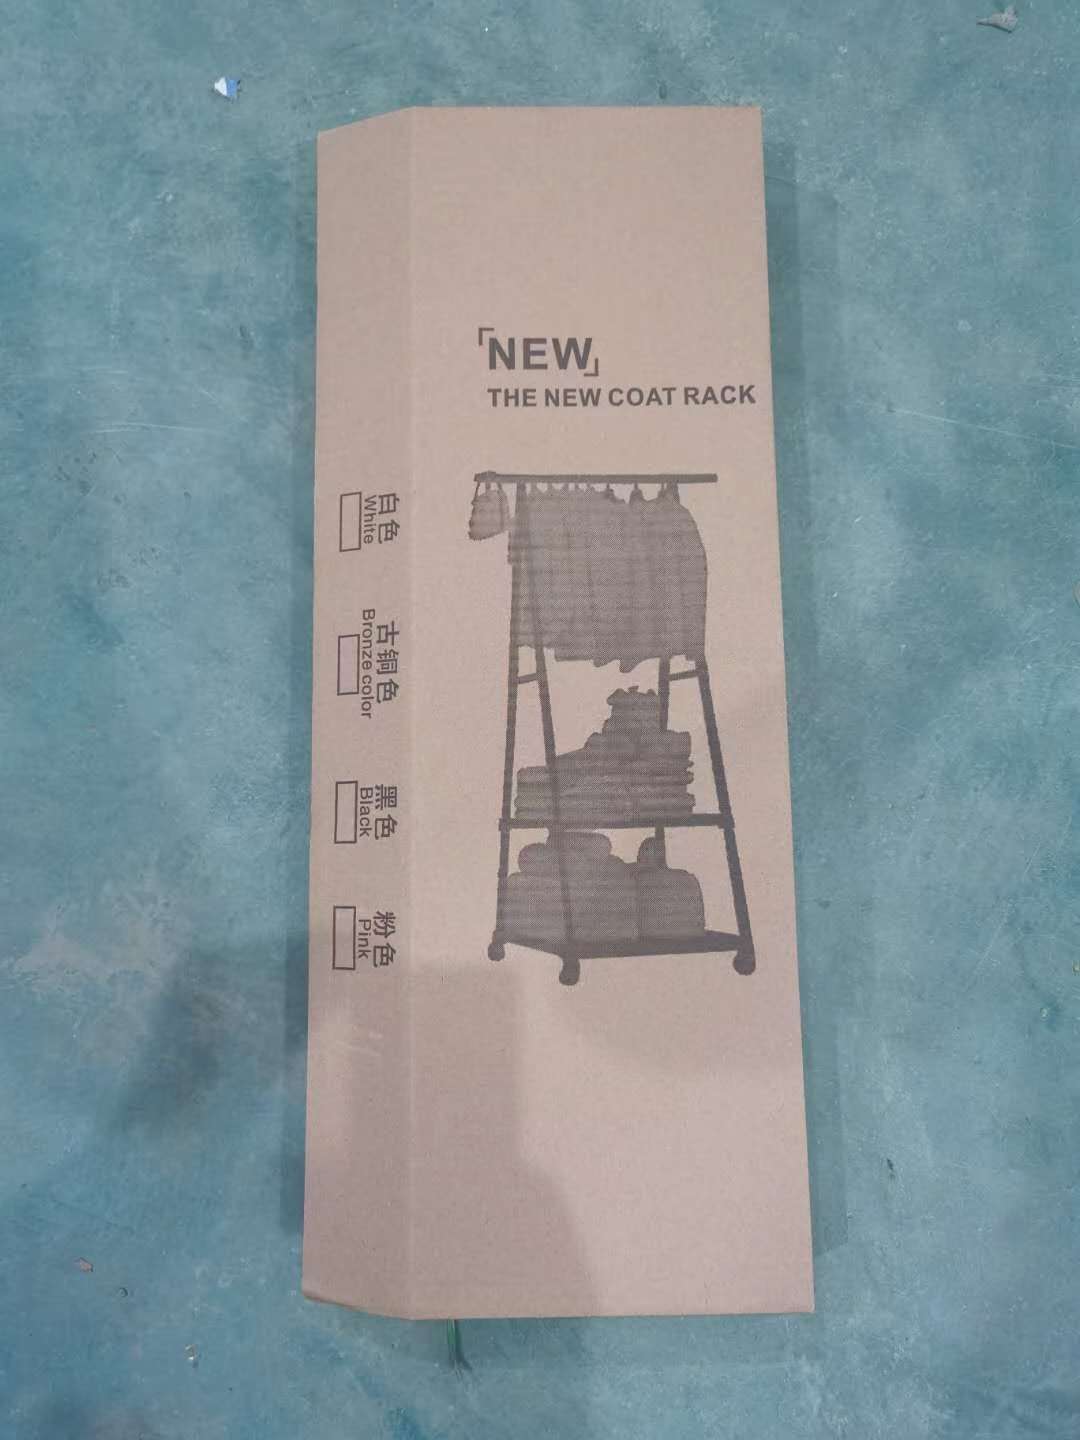 「NEW」
THE NEW COAT RACK
白色
White
古铜色
Bronze color
黑色
Black
粉色
Pink